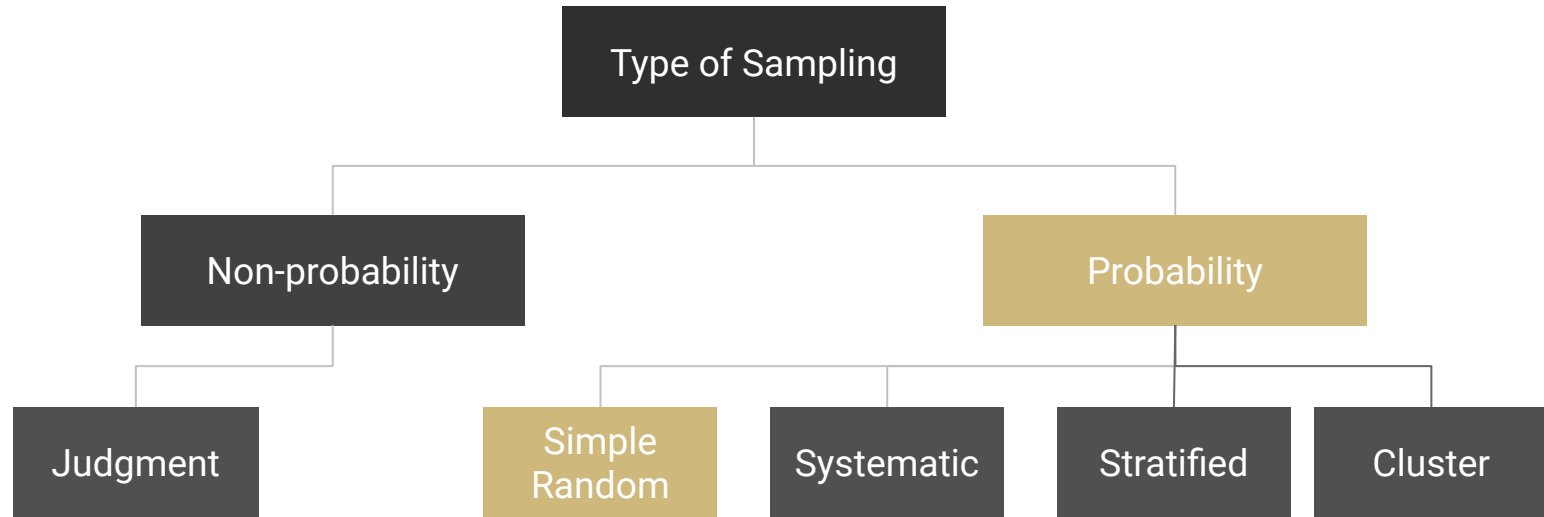 Type of Sampling
Non-probability
Probability
Judgment
Simple
Random
Systematic
Stratified
Cluster